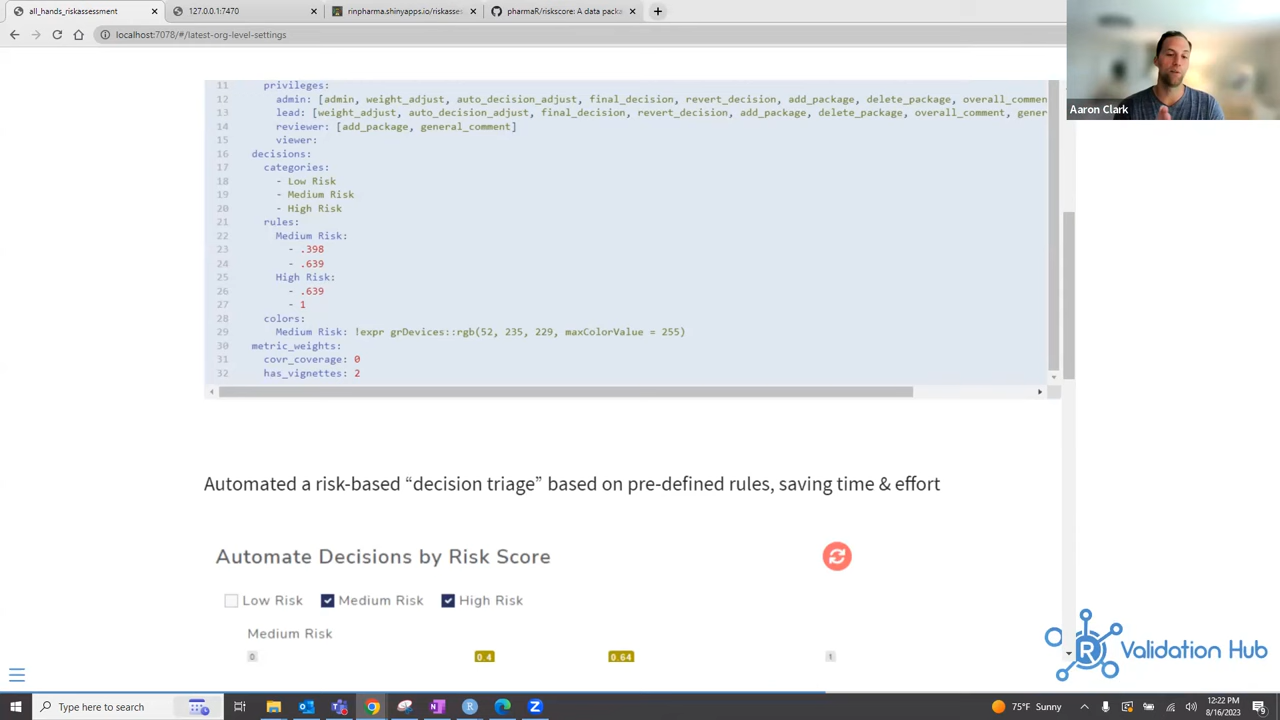 all_hands_riskassessment
127.0.0.1:7470
rinpharma.shinyapps.io/riskasse
pharmaR/riskscore: A data pack
localhost:7078/#/latest-org-level-settings
Aaron Clark
11 privileges:
12 admin: [admin, weight_adjust, auto_decision_adjust, final_decision, revert_decision, add_package, delete_package, overall_commen
13 lead: [weight_adjust, auto_decision_adjust, final_decision, revert_decision, add_package, delete_package, overall_comment, gener
14 reviewer: [add_package, general_comment]
15 viewer:
16 decisions:
17 categories:
18 - Low Risk
19 - Medium Risk
20 - High Risk
21 rules:
22 Medium Risk:
23 - .398
24 - .639
25 High Risk:
26 - .639
27 - 1
28 colors:
29 Medium Risk: !expr grDevices::rgb(52, 235, 229, maxColorValue = 255)
30 metric_weights:
31 covr_coverage: 0
32 has_vignettes: 2
Automated a risk-based “decision triage” based on pre-defined rules, saving time & effort
Automate Decisions by Risk Score
Low Risk Medium Risk High Risk
Medium Risk
0 0.4 0.64 1
R Validation Hub
Type here to search
75°F Sunny
12:22 PM
8/16/2023